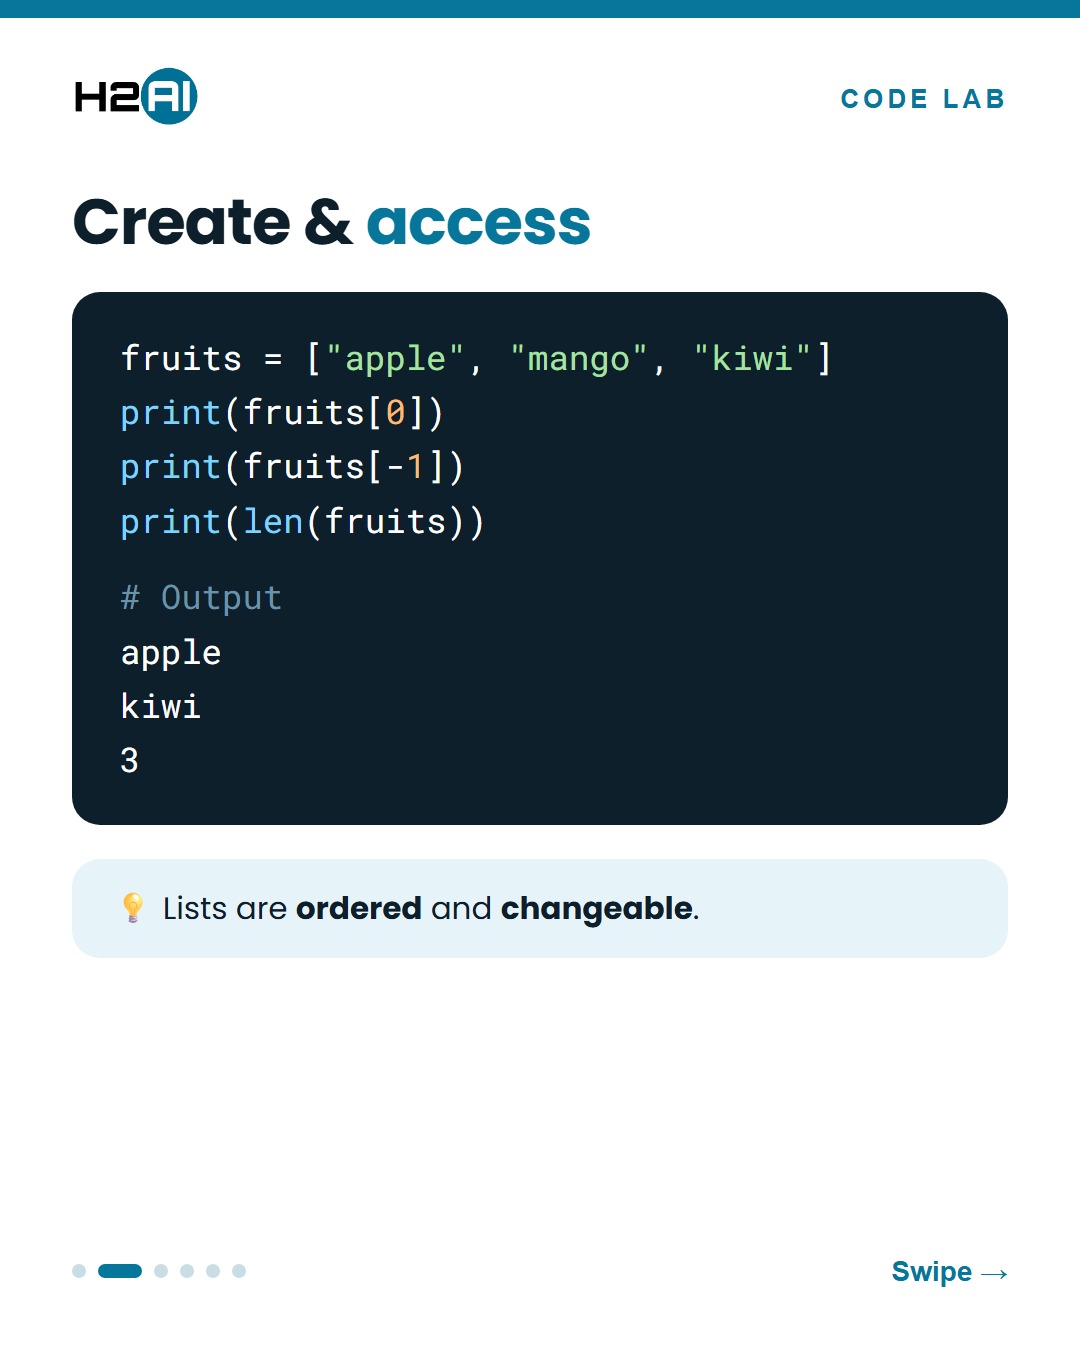 H2AI
CODE LAB
Create & access
fruits = ["apple", "mango", "kiwi"]
print(fruits[0])
print(fruits[-1])
print(len(fruits))
# Output
apple
kiwi
3
💡 Lists are ordered and changeable.
Swipe →